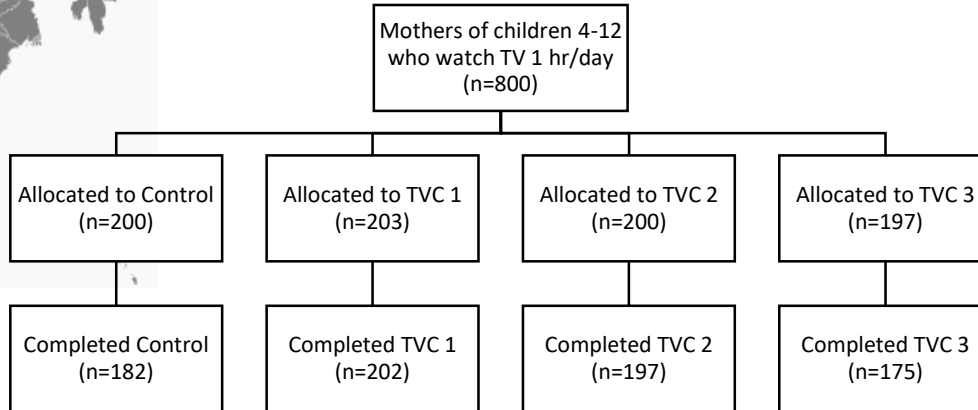 Mothers of children 4-12
who watch TV 1 hr/day
(n=800)
Allocated to Control
(n=200)
Allocated to TVC 1
(n=203)
Allocated to TVC 2
(n=200)
Allocated to TVC 3
(n=197)
Completed Control
(n=182)
Completed TVC 1
(n=202)
Completed TVC 2
(n=197)
Completed TVC 3
(n=175)